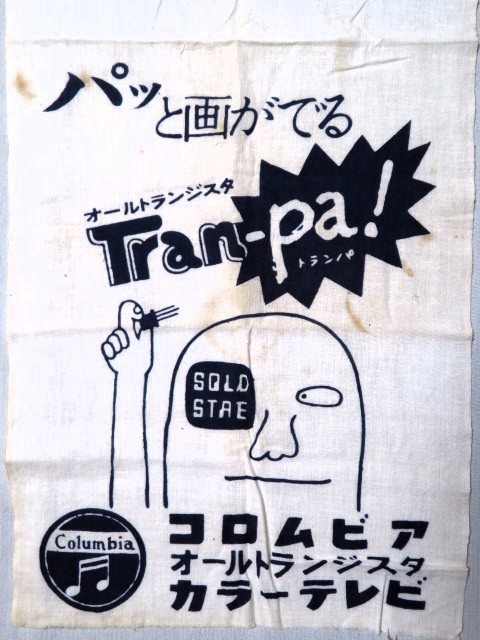 パッと画がでる
オールトランジスタ
Tran-pa!
トランパ
SOLD
STAE
Columbia
コロムビア
オールトランジスタ
カラーテレビ